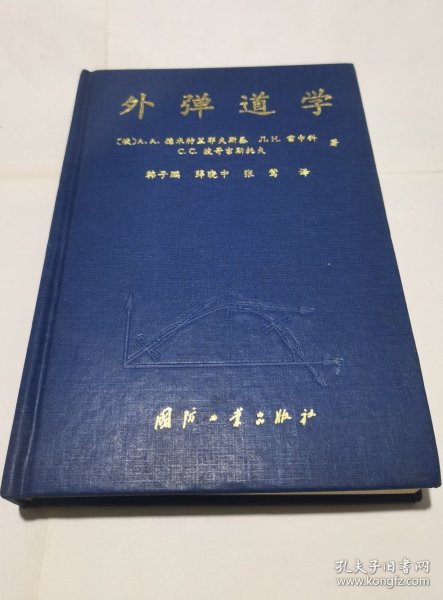 外弹道学
[俄]A.A.德米特里耶夫斯基 Л.Н.雷申科 著
C.C.波哥吉斯托夫
韩子鹏 薛晓中 张莺 译
国防工业出版社
孔夫子旧书网
www.kongfz.com